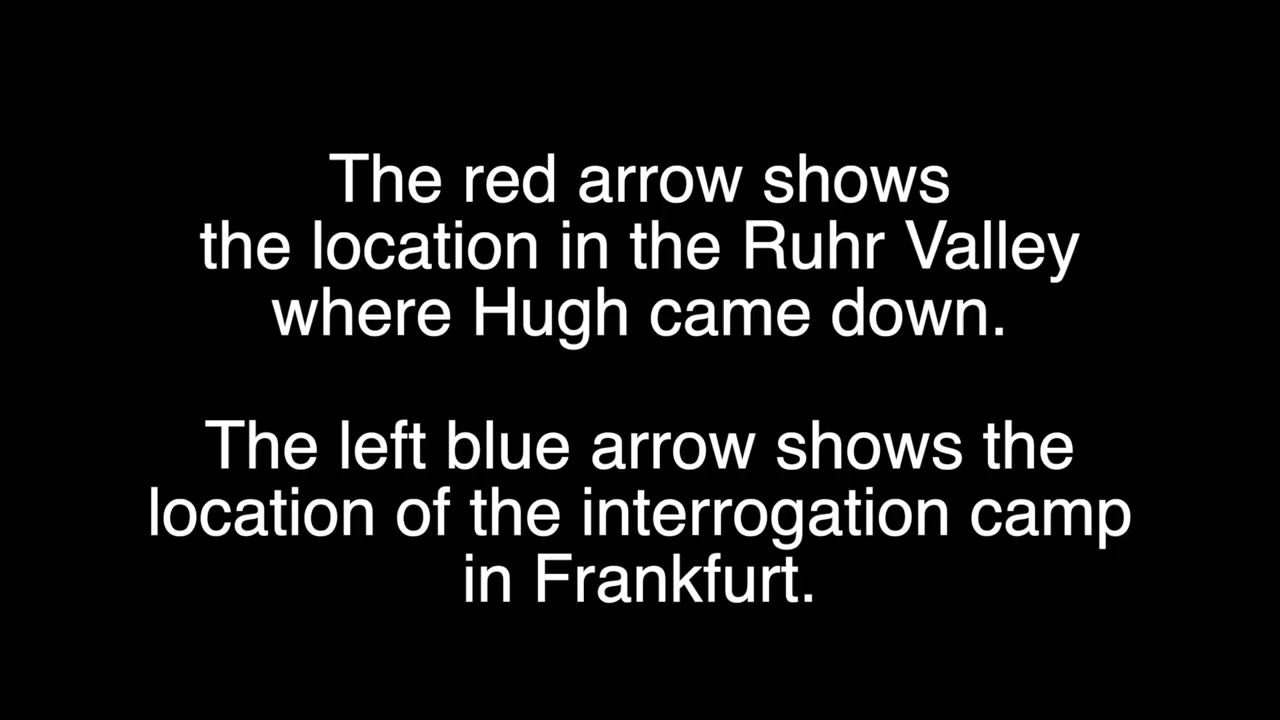 The red arrow shows
the location in the Ruhr Valley
where Hugh came down.
The left blue arrow shows the
location of the interrogation camp
in Frankfurt.